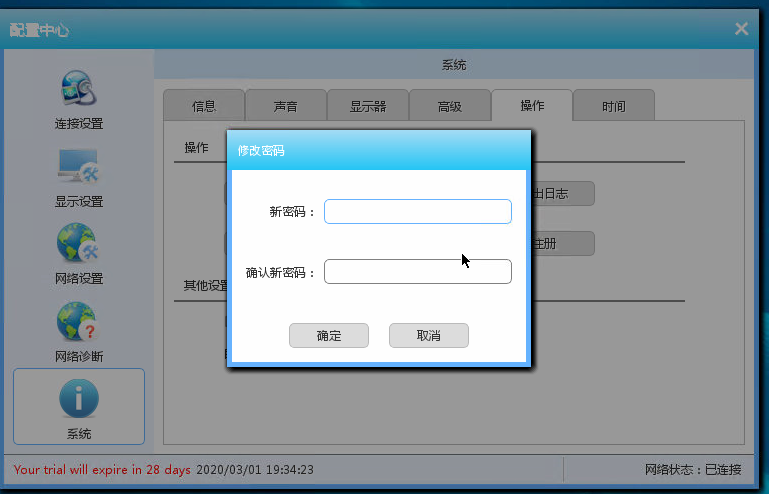 配置中心
系统
连接设置
显示设置
网络设置
网络诊断
系统
信息 声音 显示器 高级 操作 时间
操作
出日志
注册
其他设置
修改密码
新密码：
确认新密码：
确定 取消
Your trial will expire in 28 days 2020/03/01 19:34:23
网络状态：已连接